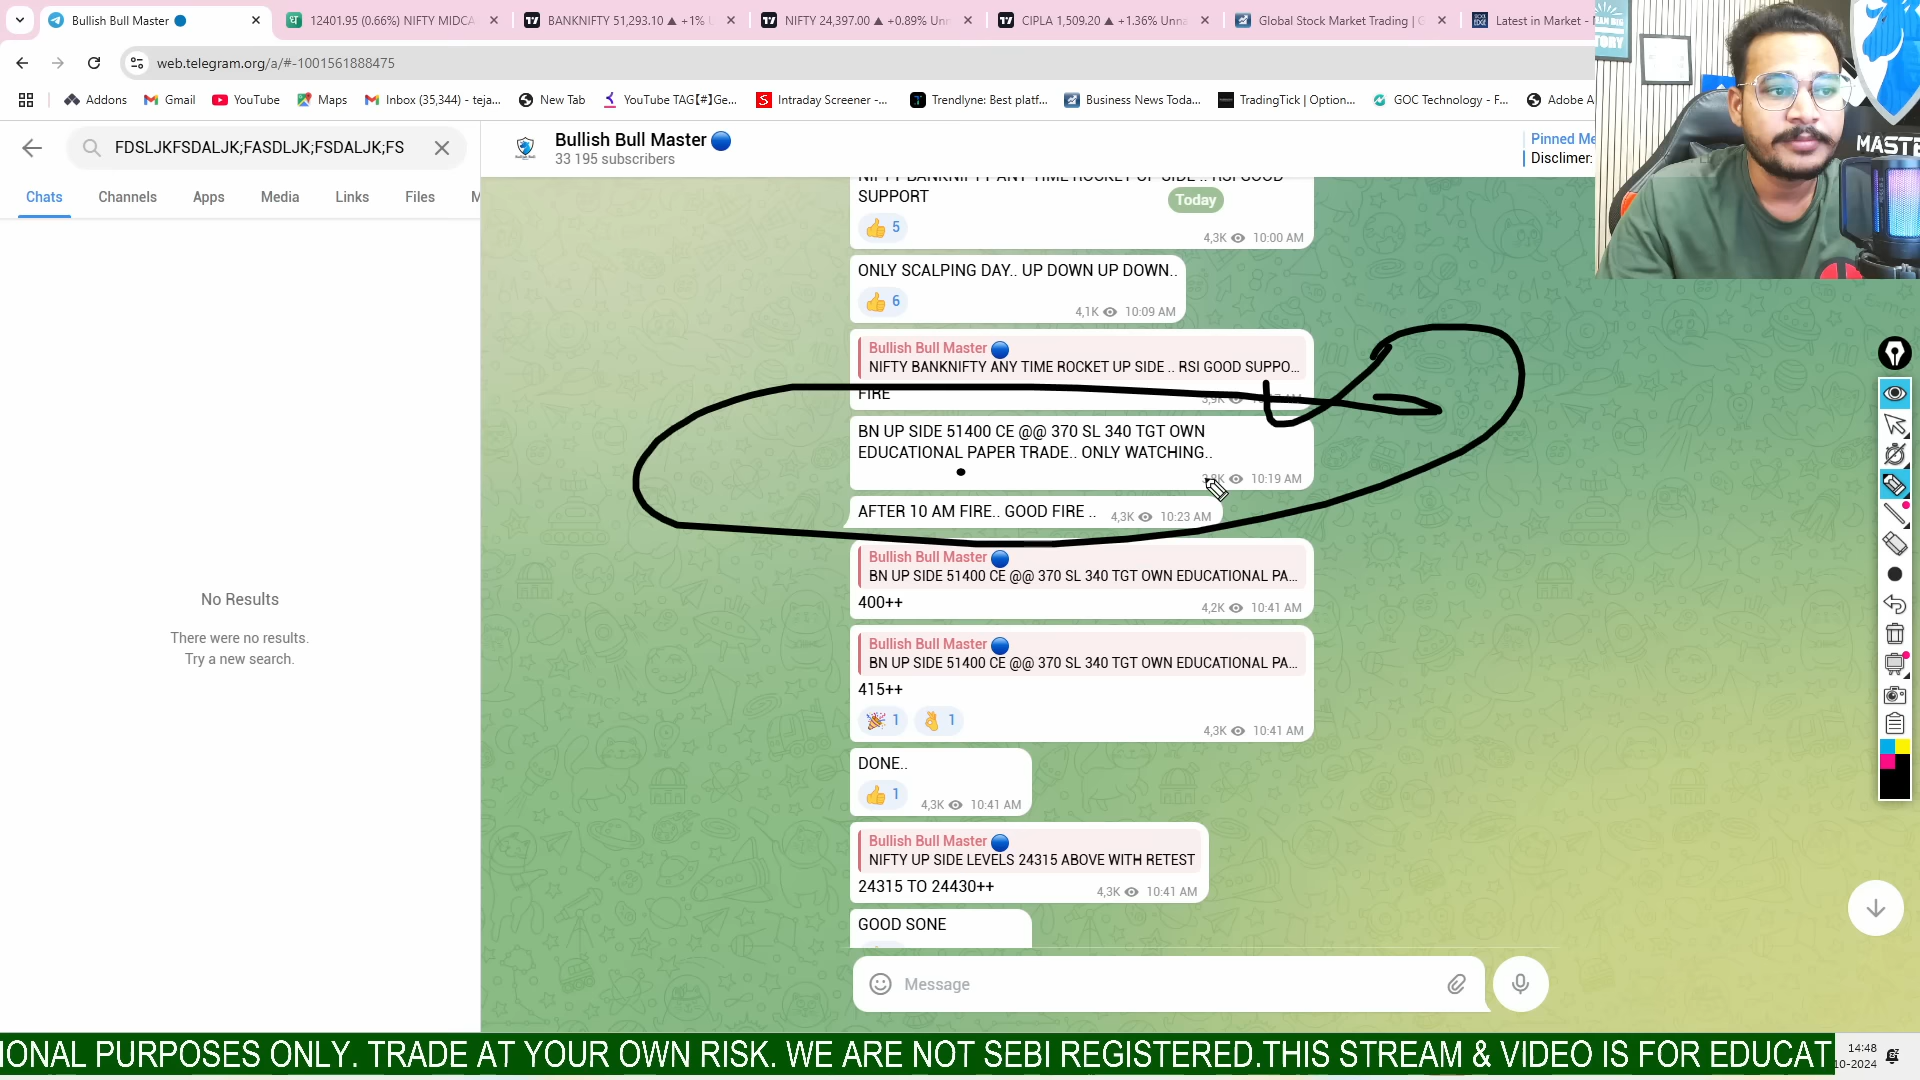 Bullish Bull Master
12401.95 (0.66%) NIFTY MIDCA
BANKNIFTY 51,293.10 ▲ +1% U
NIFTY 24,397.00 ▲ +0.89% Unn
CIPLA 1,509.20 ▲ +1.36% Unna
Global Stock Market Trading | G
Latest in Market -
web.telegram.org/a/#-1001561888475
Addons
Gmail
YouTube
Maps
Inbox (35,344) - teja...
New Tab
YouTube TAG【#】Ge...
Intraday Screener -...
Trendlyne: Best platf...
Business News Toda...
TradingTick | Option...
GOC Technology - F...
Adobe A
FDSLJKFSDALJK;FASDLJK;FSDALJK;FS
Chats
Channels
Apps
Media
Links
Files
M
No Results
There were no results.
Try a new search.
Bullish Bull Master
33 195 subscribers
Pinned Me
Disclimer:
NIFTY BANKNIFTY ANY TIME ROCKET UP SIDE .. RSI GOOD
SUPPORT
Today
5
4,3K 10:00 AM
ONLY SCALPING DAY.. UP DOWN UP DOWN..
6
4,1K 10:09 AM
Bullish Bull Master
NIFTY BANKNIFTY ANY TIME ROCKET UP SIDE .. RSI GOOD SUPPO...
FIRE
BN UP SIDE 51400 CE @@ 370 SL 340 TGT OWN
EDUCATIONAL PAPER TRADE.. ONLY WATCHING..
10:19 AM
AFTER 10 AM FIRE.. GOOD FIRE ..
4,3K 10:23 AM
Bullish Bull Master
BN UP SIDE 51400 CE @@ 370 SL 340 TGT OWN EDUCATIONAL PA...
400++
4,2K 10:41 AM
Bullish Bull Master
BN UP SIDE 51400 CE @@ 370 SL 340 TGT OWN EDUCATIONAL PA...
415++
1
1
4,3K 10:41 AM
DONE..
1
4,3K 10:41 AM
Bullish Bull Master
NIFTY UP SIDE LEVELS 24315 ABOVE WITH RETEST
24315 TO 24430++
4,3K 10:41 AM
GOOD SONE
Message
IONAL PURPOSES ONLY. TRADE AT YOUR OWN RISK. WE ARE NOT SEBI REGISTERED.THIS STREAM & VIDEO IS FOR EDUCAT
14:48
10-2024